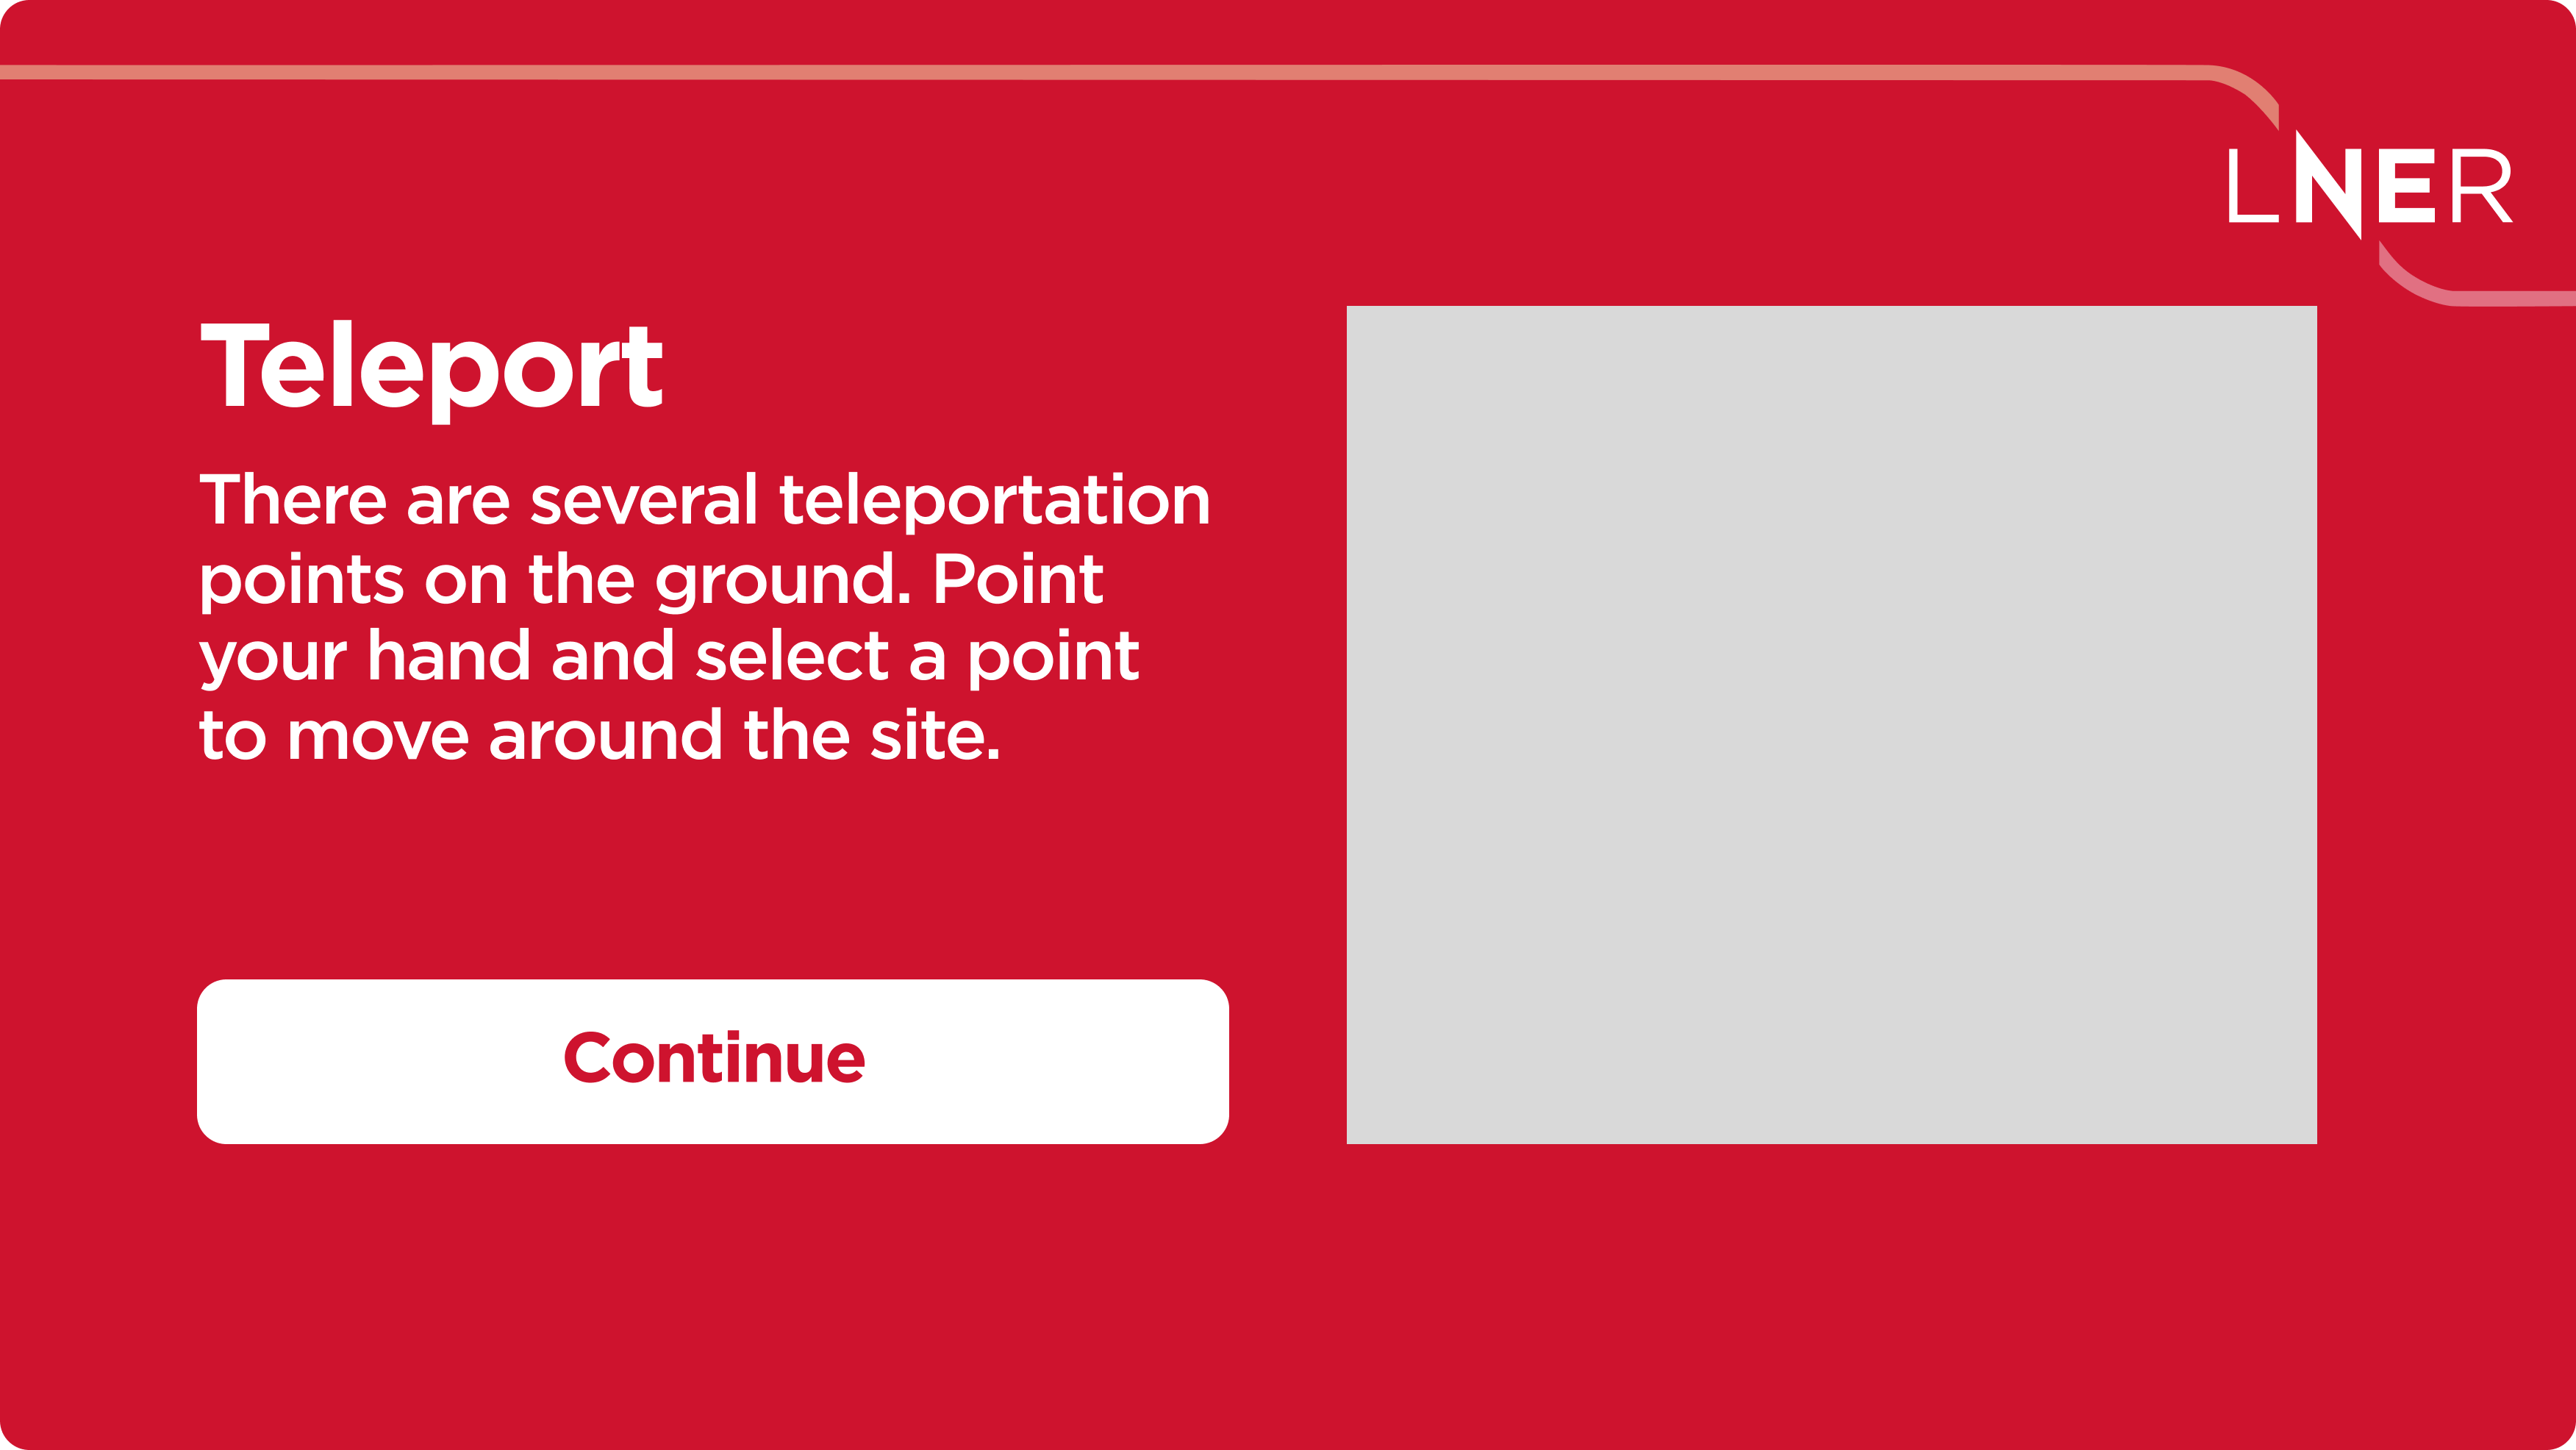 LNER
Teleport
There are several teleportation
points on the ground. Point
your hand and select a point
to move around the site.
Continue